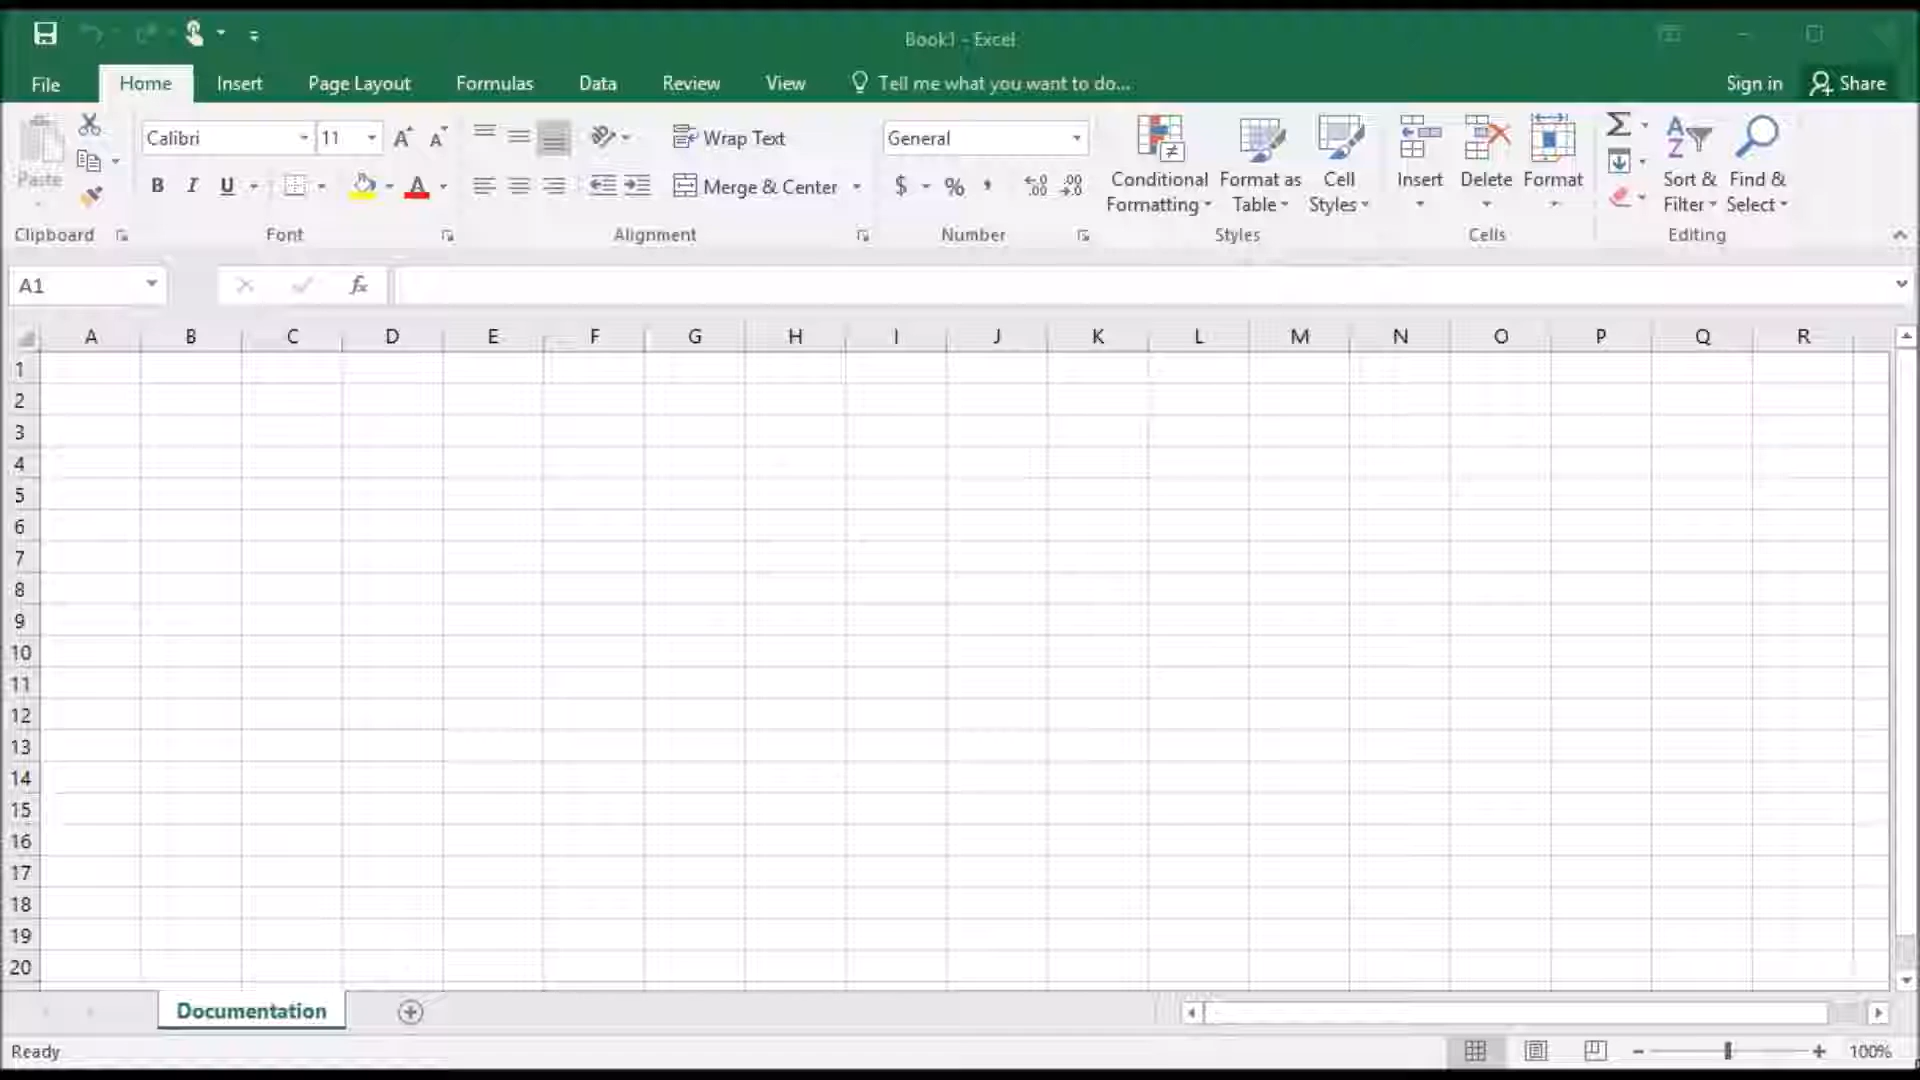 Book1 - Excel
File Home Insert Page Layout Formulas Data Review View Tell me what you want to do... Sign in Share
Paste
Calibri 11 A A
Wrap Text
General
B I U A
Merge & Center
$ % , .00
Conditional Formatting
Format as Table
Cell Styles
Insert Delete Format
Σ
A Z
Sort & Filter
Find & Select
Clipboard Font Alignment Number Styles Cells Editing
A1 fx
A B C D E F G H I J K L M N O P Q R
1
2
3
4
5
6
7
8
9
10
11
12
13
14
15
16
17
18
19
20
Documentation
Ready 100%